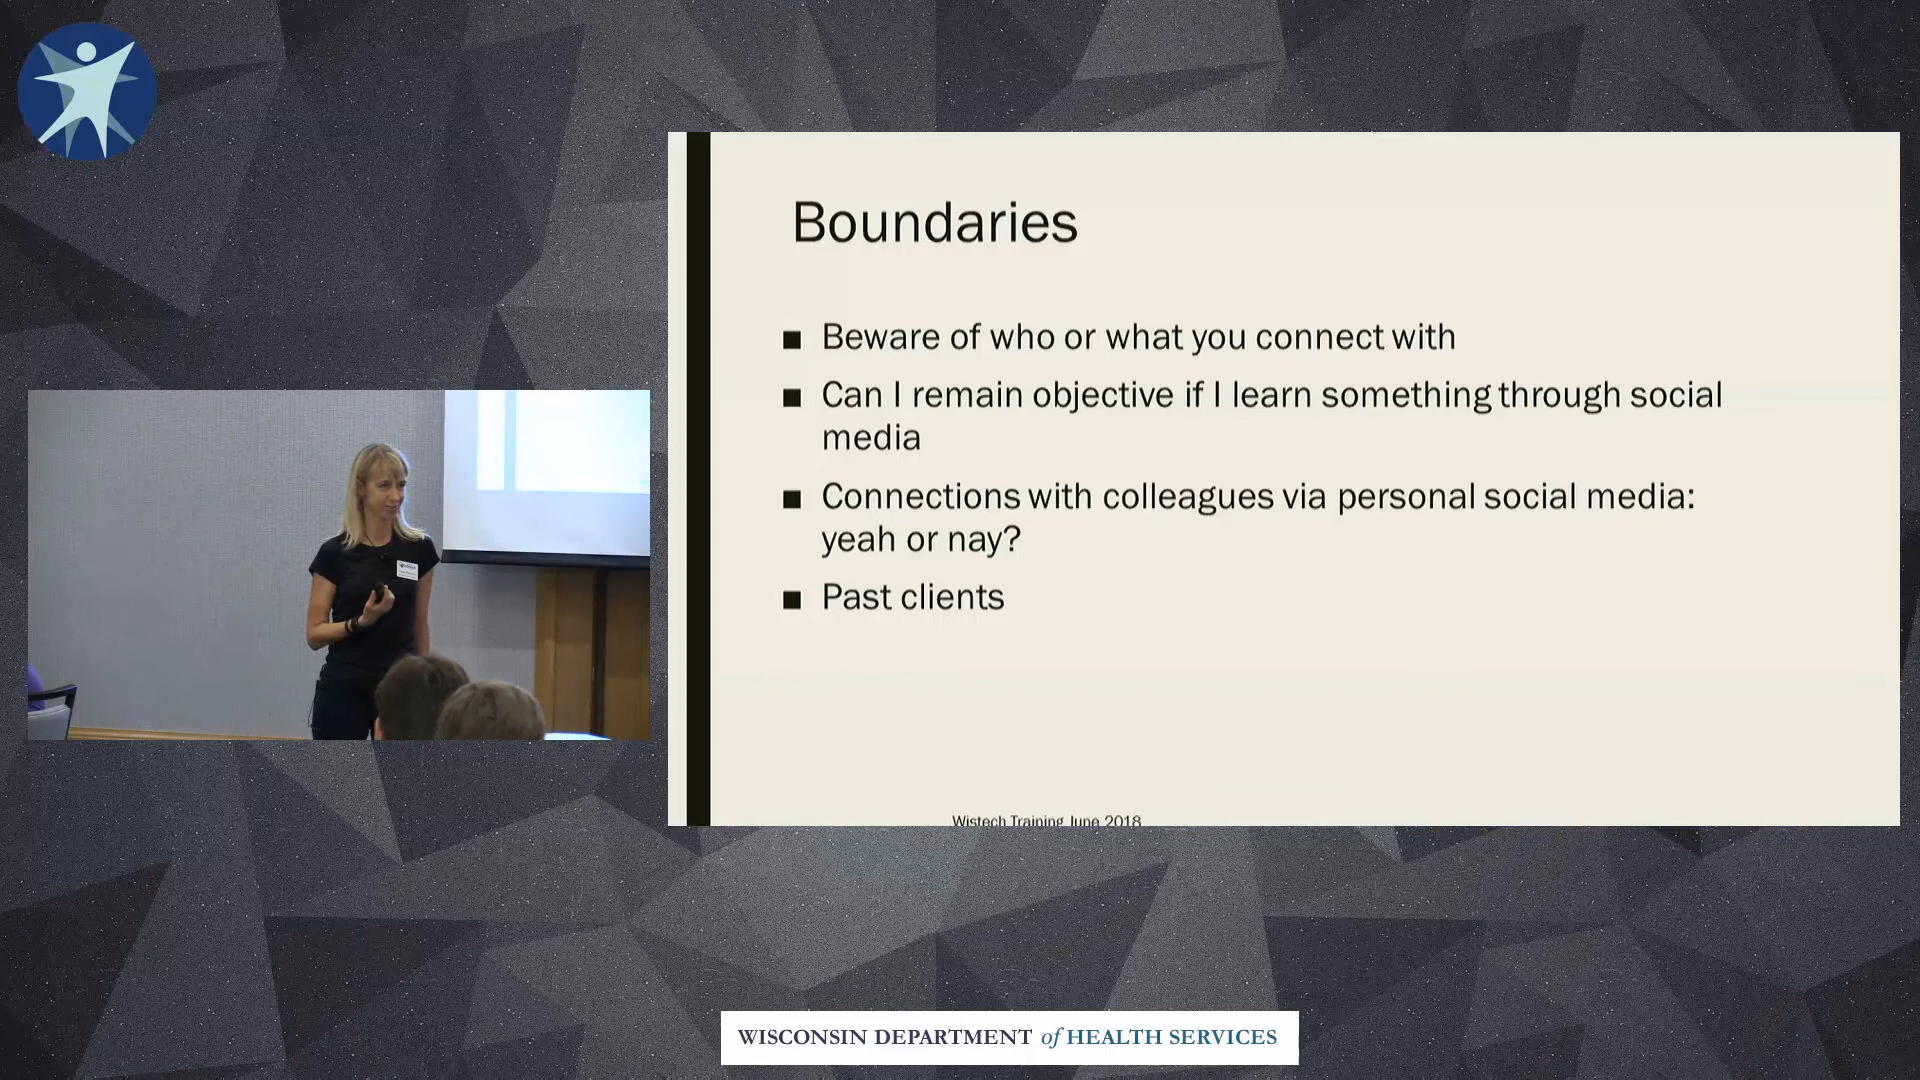 Boundaries
■ Beware of who or what you connect with
■ Can I remain objective if I learn something through social
media
■ Connections with colleagues via personal social media:
yeah or nay?
■ Past clients
Wistech Training June 2018
WISCONSIN DEPARTMENT of HEALTH SERVICES